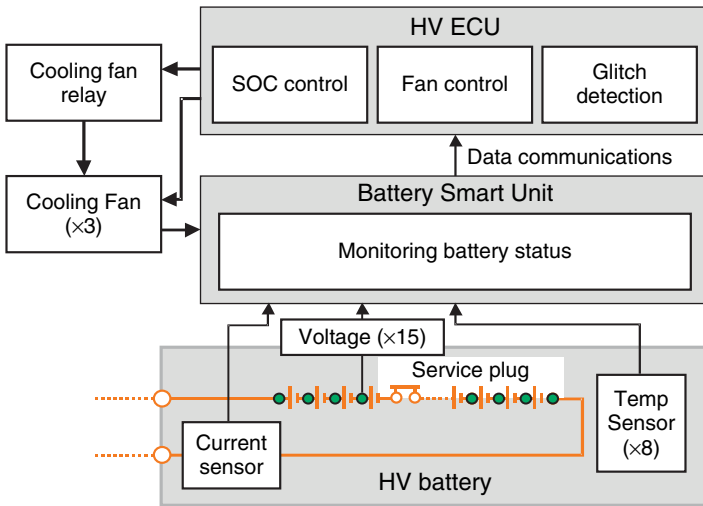 HV ECU
Cooling fan
relay
SOC control
Fan control
Glitch
detection
Data communications
Cooling Fan
(×3)
Battery Smart Unit
Monitoring battery status
Voltage (×15)
Service plug
Current
sensor
Temp
Sensor
(×8)
HV battery